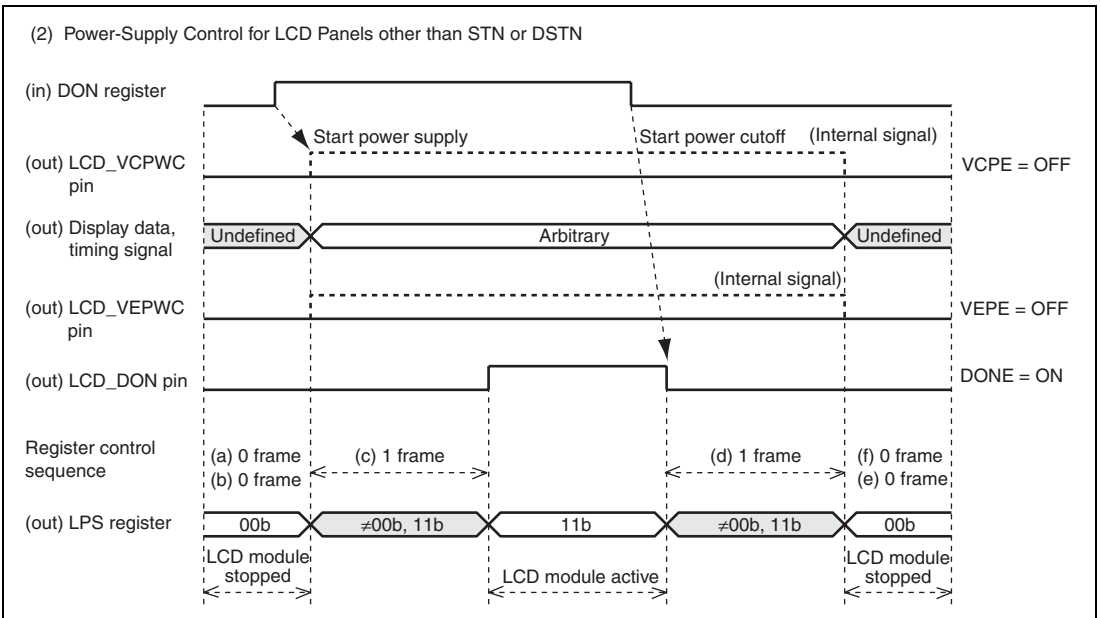 (2) Power-Supply Control for LCD Panels other than STN or DSTN
(in) DON register
Start power supply
Start power cutoff
(Internal signal)
(out) LCD_VCPWC
pin
VCPE = OFF
(out) Display data,
timing signal
Undefined
Arbitrary
Undefined
(Internal signal)
(out) LCD_VEPWC
pin
VEPE = OFF
(out) LCD_DON pin
DONE = ON
Register control
sequence
(a) 0 frame
(b) 0 frame
(c) 1 frame
(d) 1 frame
(f) 0 frame
(e) 0 frame
(out) LPS register
00b
≠00b, 11b
11b
≠00b, 11b
00b
LCD module
stopped
LCD module active
LCD module
stopped